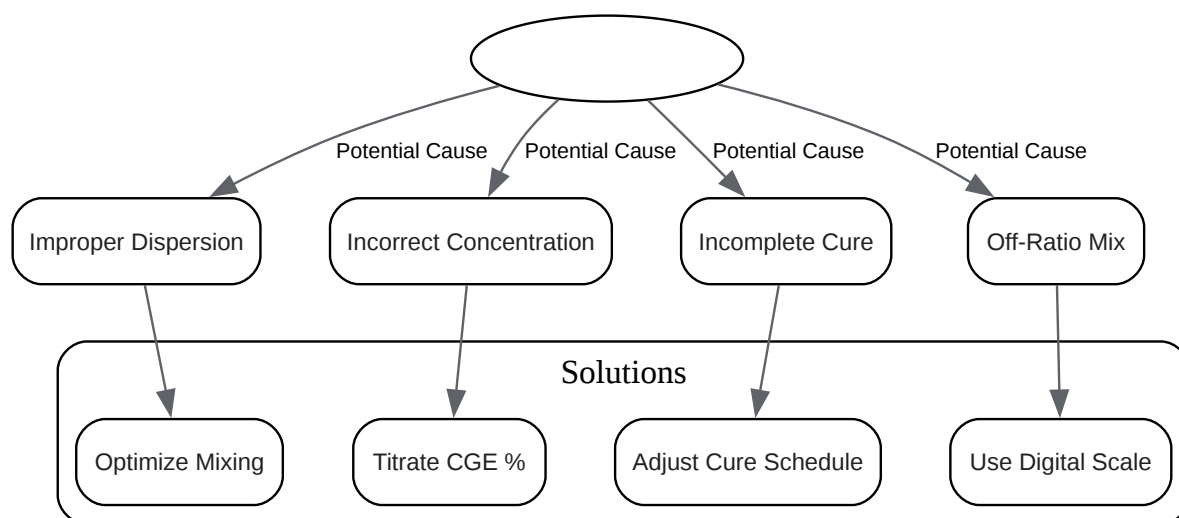 Potential Cause
Potential Cause
Potential Cause
Potential Cause
Improper Dispersion
Incorrect Concentration
Incomplete Cure
Off-Ratio Mix
Solutions
Optimize Mixing
Titrate CGE %
Adjust Cure Schedule
Use Digital Scale